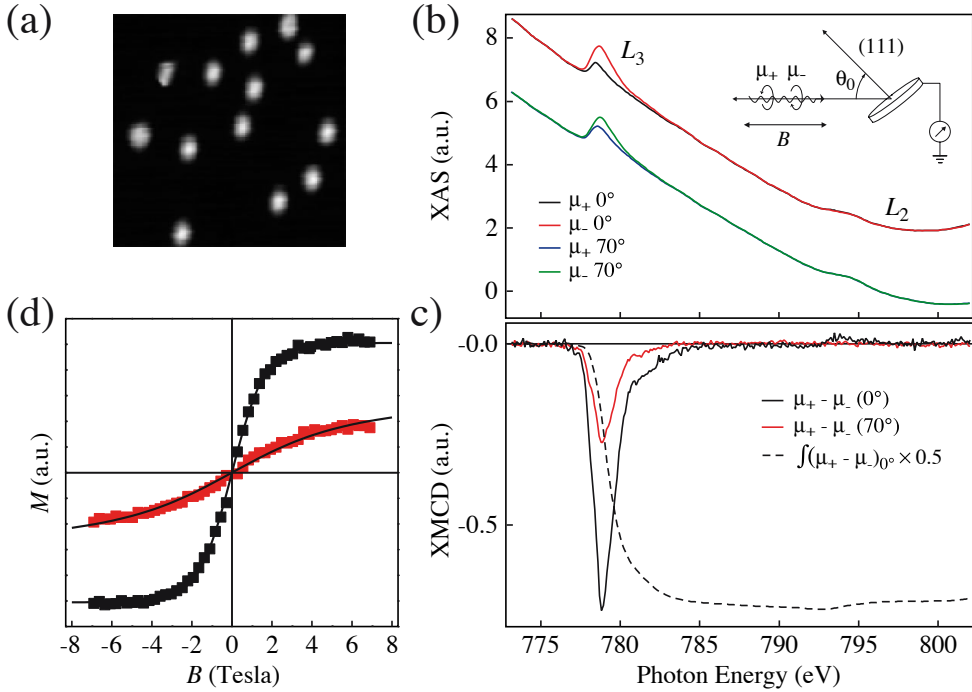 (a)
(b)
8
6
4
2
0
XAS (a.u.)
L₃
L₂
(111)
θ₀
μ₊ μ₋
B
μ₊ 0°
μ₋ 0°
μ₊ 70°
μ₋ 70°
(d)
M (a.u.)
-8 -6 -4 -2 0 2 4 6 8
B (Tesla)
c)
-0.0
-0.5
XMCD (a.u.)
μ₊ - μ₋ (0°)
μ₊ - μ₋ (70°)
∫(μ₊ - μ₋)₀° × 0.5
775 780 785 790 795 800
Photon Energy (eV)